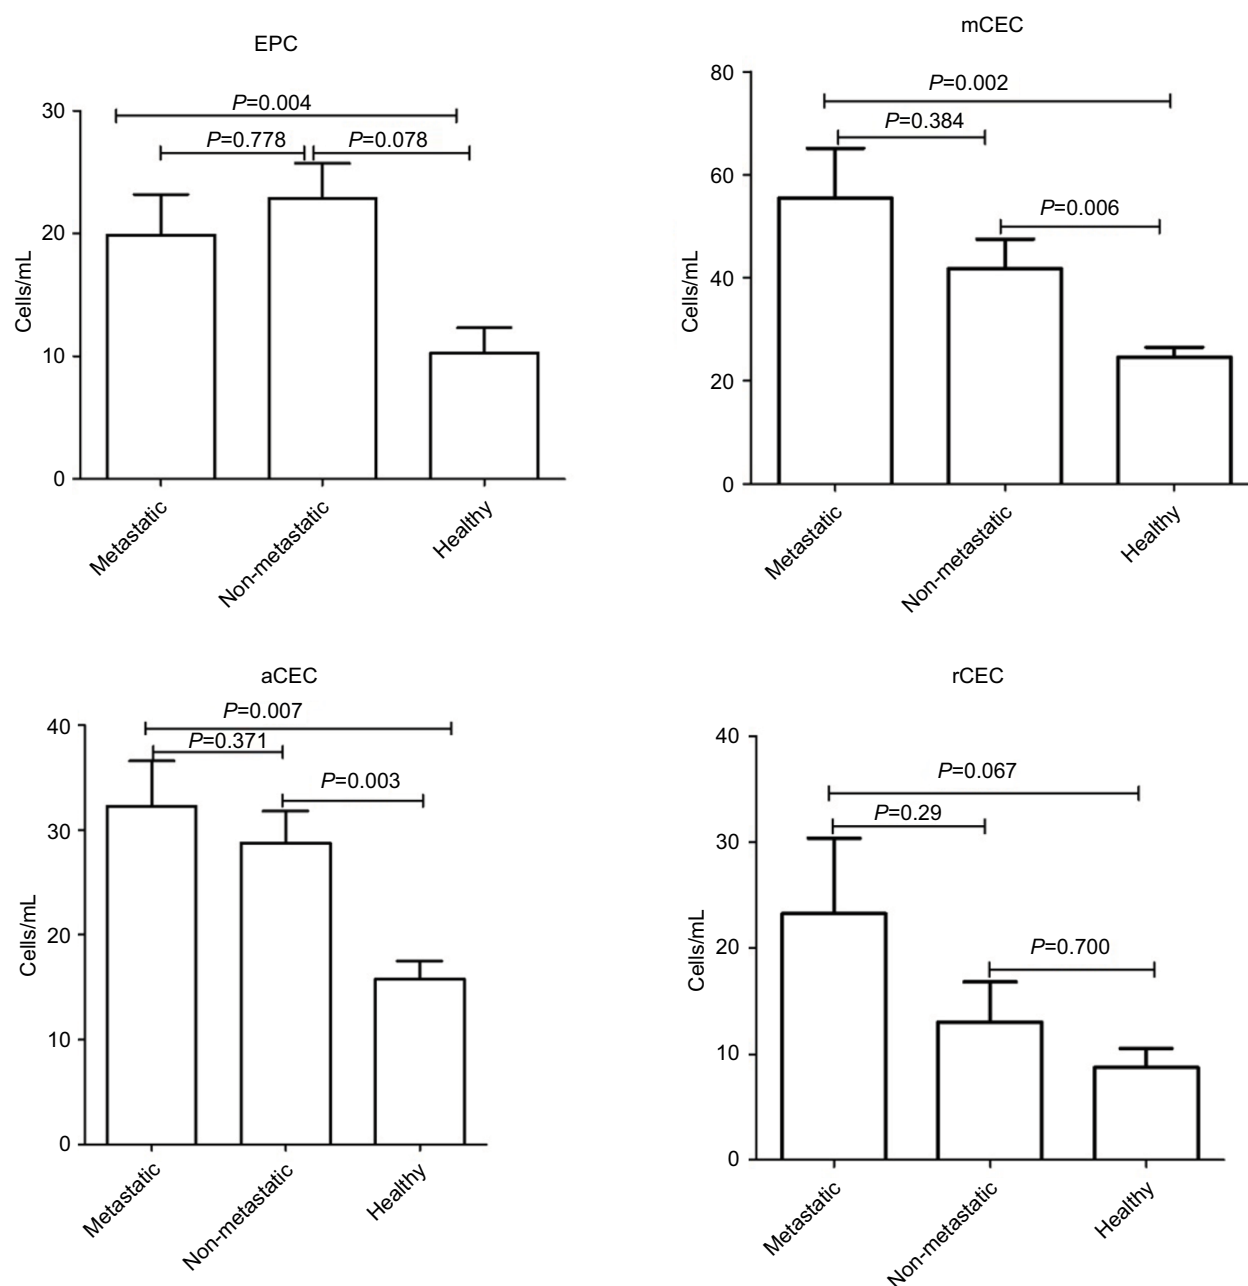 EPC
30
20
10
0
Cells/mL
P=0.004
P=0.778
P=0.078
Metastatic
Non-metastatic
Healthy
mCEC
80
60
40
20
0
Cells/mL
P=0.002
P=0.384
P=0.006
Metastatic
Non-metastatic
Healthy
aCEC
40
30
20
10
0
Cells/mL
P=0.007
P=0.371
P=0.003
Metastatic
Non-metastatic
Healthy
rCEC
40
30
20
10
0
Cells/mL
P=0.067
P=0.29
P=0.700
Metastatic
Non-metastatic
Healthy